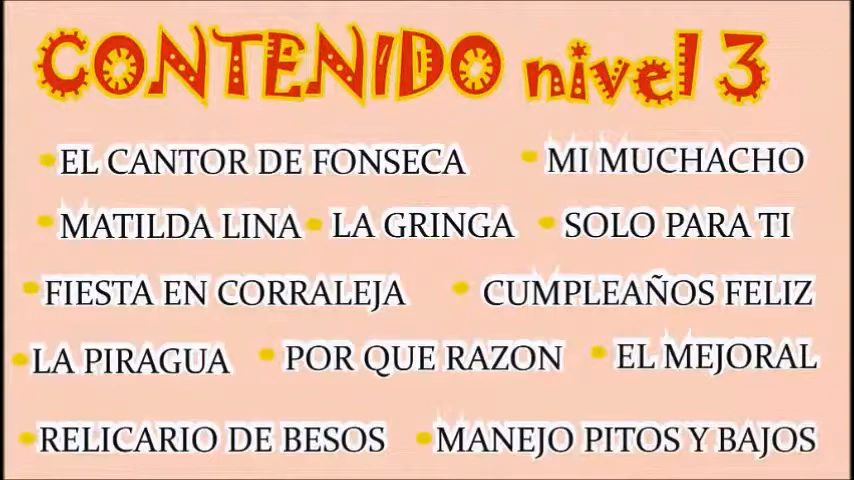 CONTENIDO nivel 3
• EL CANTOR DE FONSECA • MI MUCHACHO
• MATILDA LINA • LA GRINGA • SOLO PARA TI
• FIESTA EN CORRALEJA • CUMPLEAÑOS FELIZ
• LA PIRAGUA • POR QUE RAZON • EL MEJORAL
• RELICARIO DE BESOS • MANEJO PITOS Y BAJOS